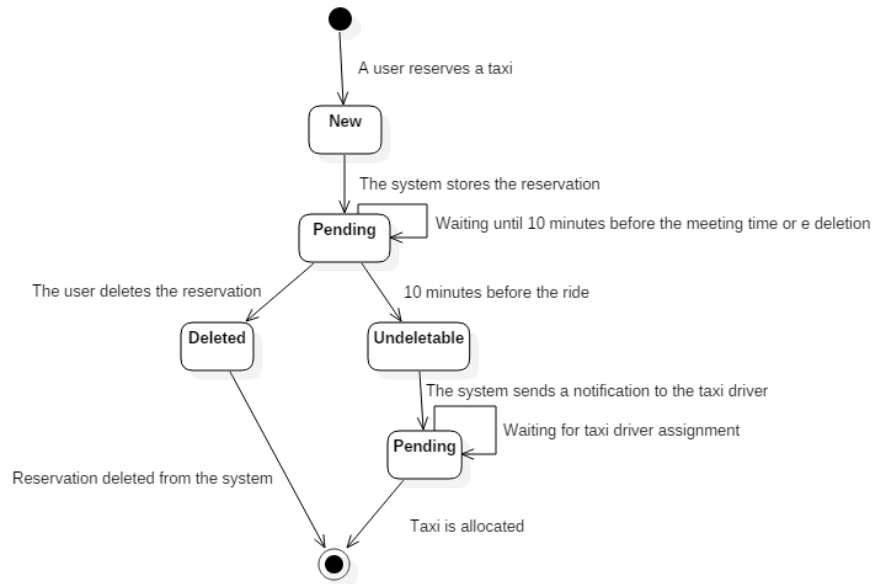 A user reserves a taxi
New
The system stores the reservation
Pending
Waiting until 10 minutes before the meeting time or e deletion
The user deletes the reservation
10 minutes before the ride
Deleted
Undeletable
The system sends a notification to the taxi driver
Waiting for taxi driver assignment
Pending
Reservation deleted from the system
Taxi is allocated